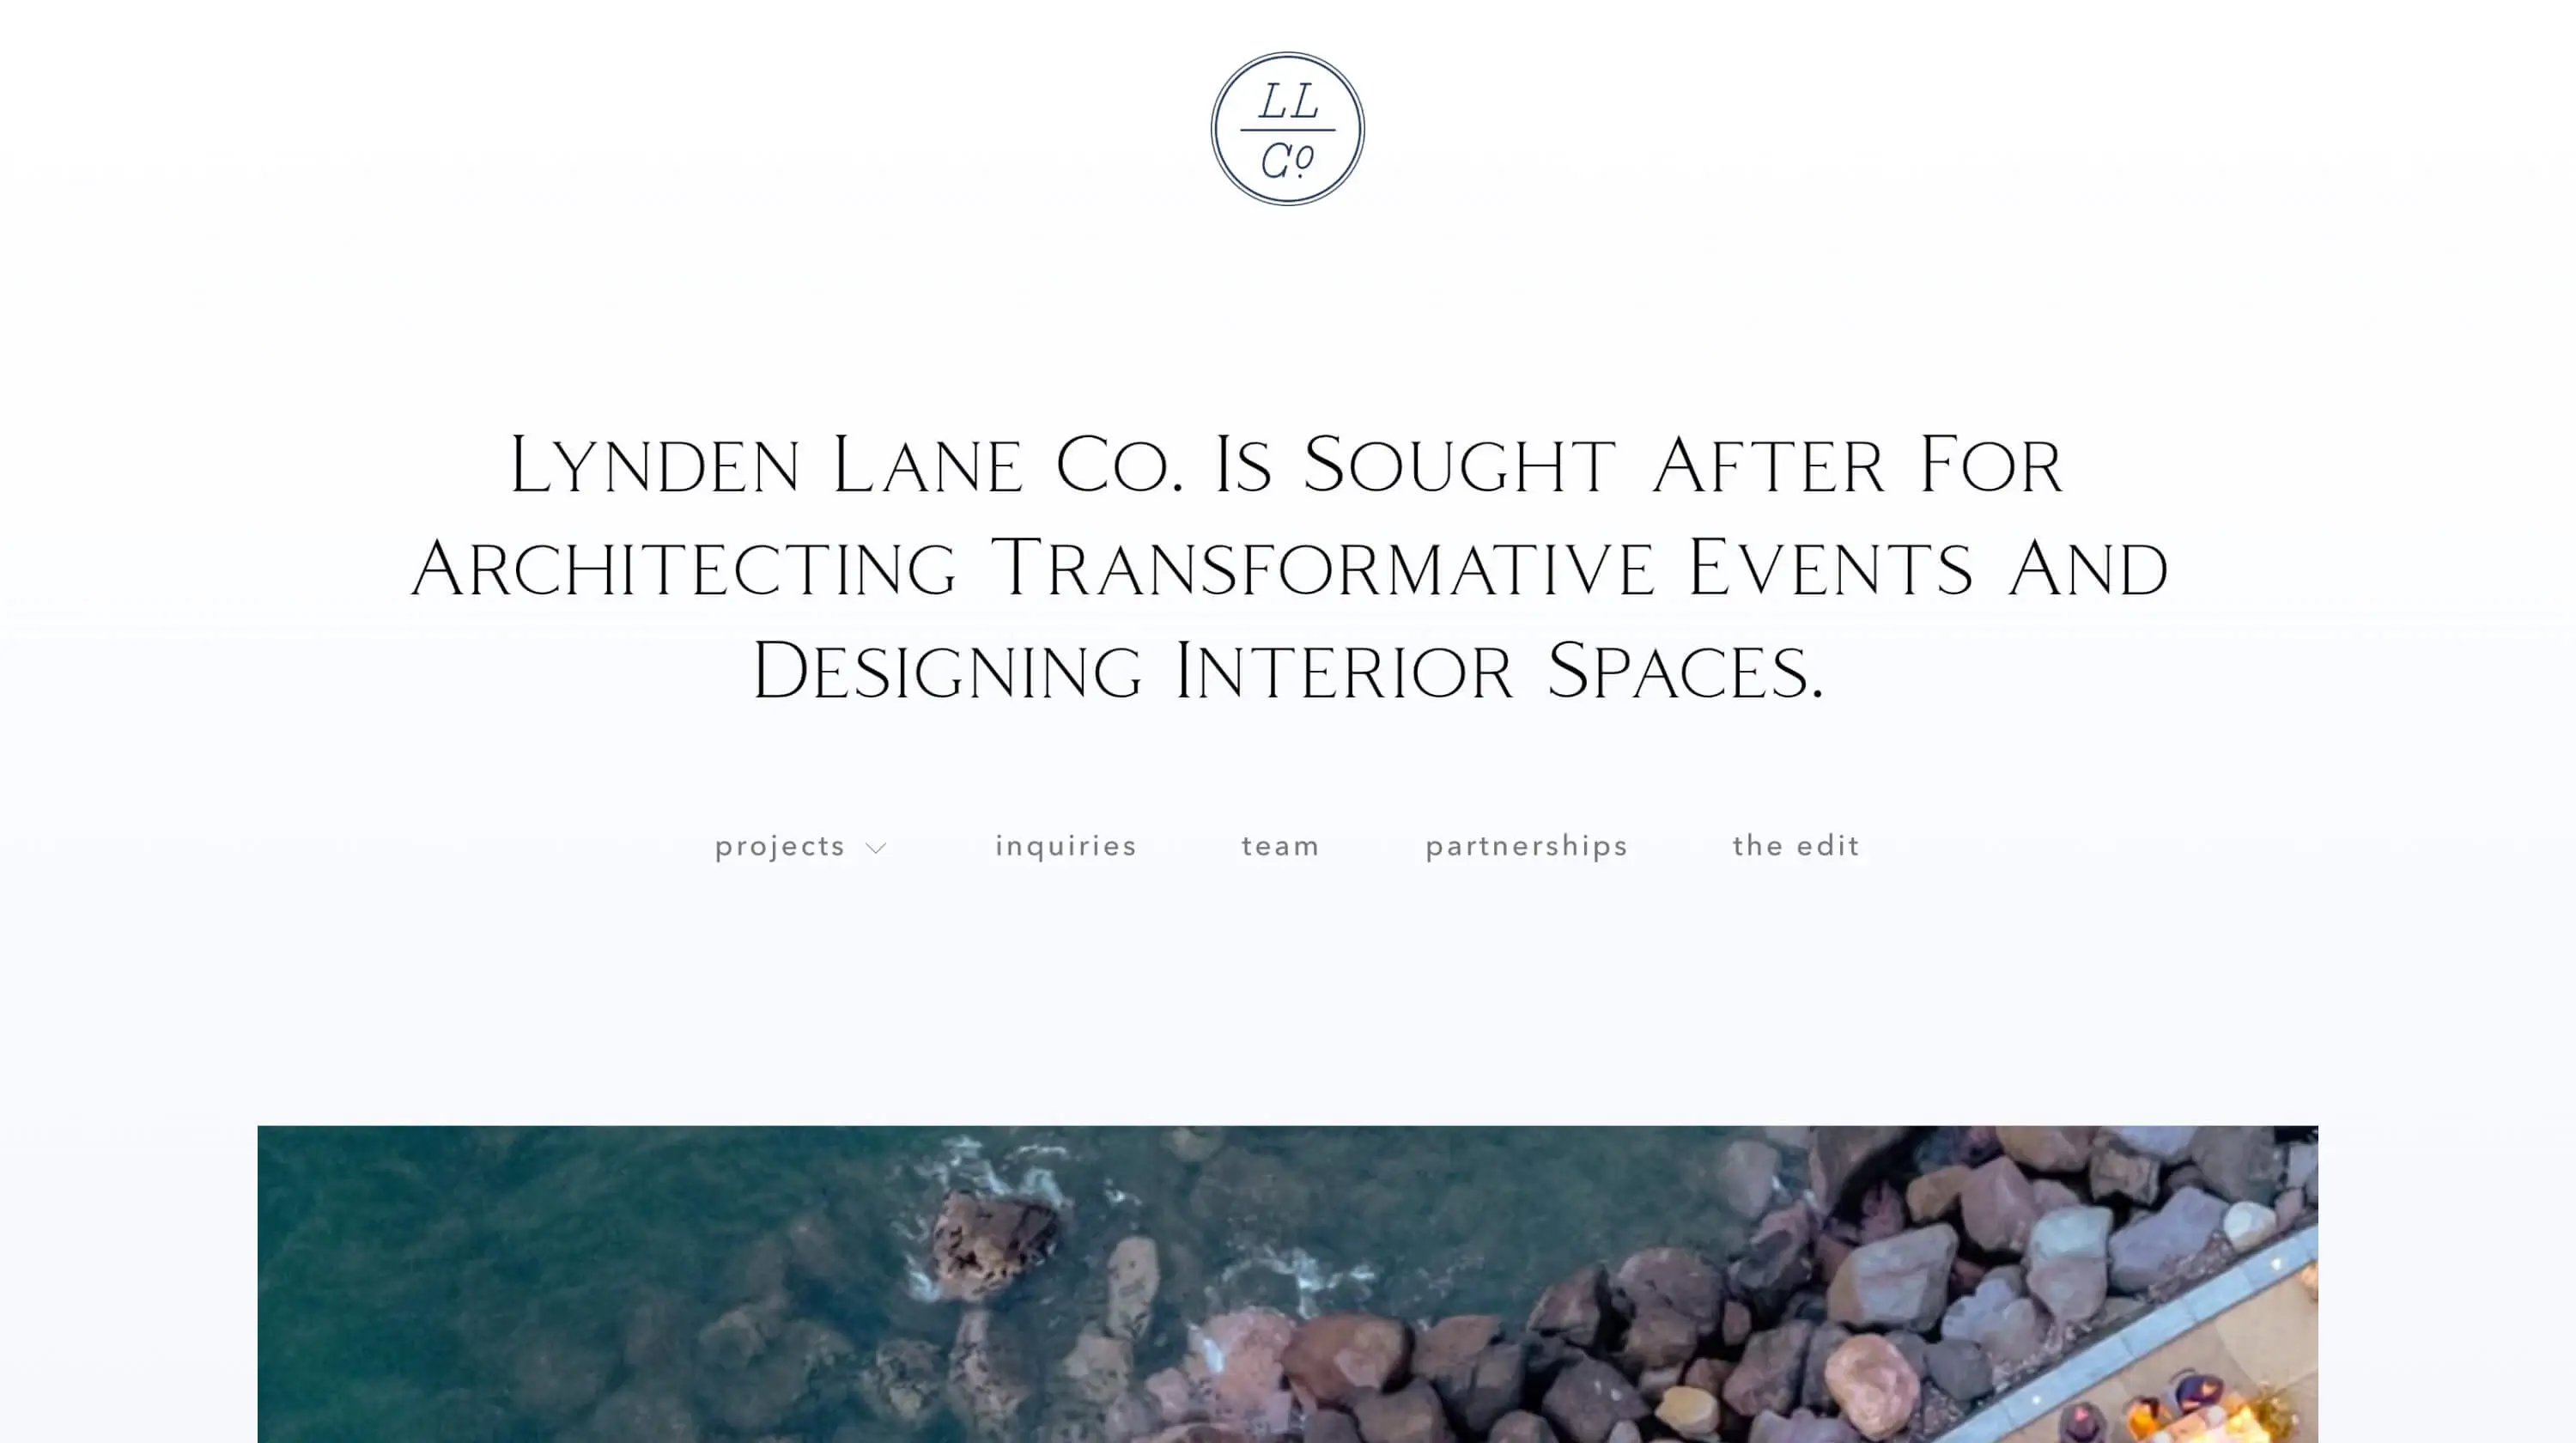 LL
Co.
Lynden Lane Co. Is Sought After For
Architecting Transformative Events And
Designing Interior Spaces.
projects
inquiries
team
partnerships
the edit